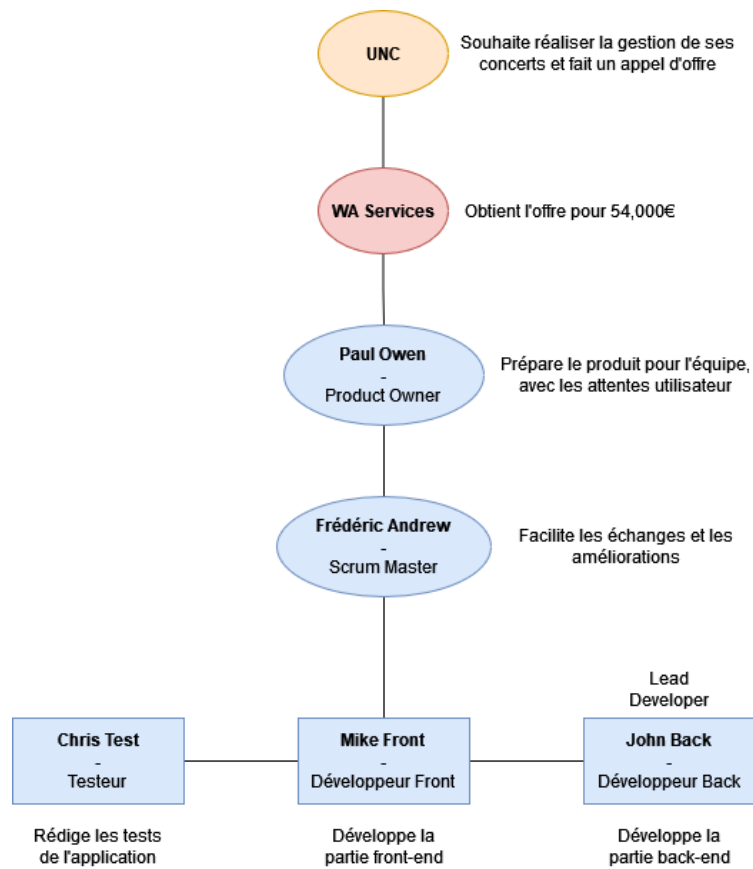 UNC
Souhaite réaliser la gestion de ses
concerts et fait un appel d'offre
WA Services
Obtient l'offre pour 54,000€
Paul Owen
-
Product Owner
Prépare le produit pour l'équipe,
avec les attentes utilisateur
Frédéric Andrew
-
Scrum Master
Facilite les échanges et les
améliorations
Lead
Developer
Chris Test
-
Testeur
Mike Front
-
Développeur Front
John Back
-
Développeur Back
Rédige les tests
de l'application
Développe la
partie front-end
Développe la
partie back-end